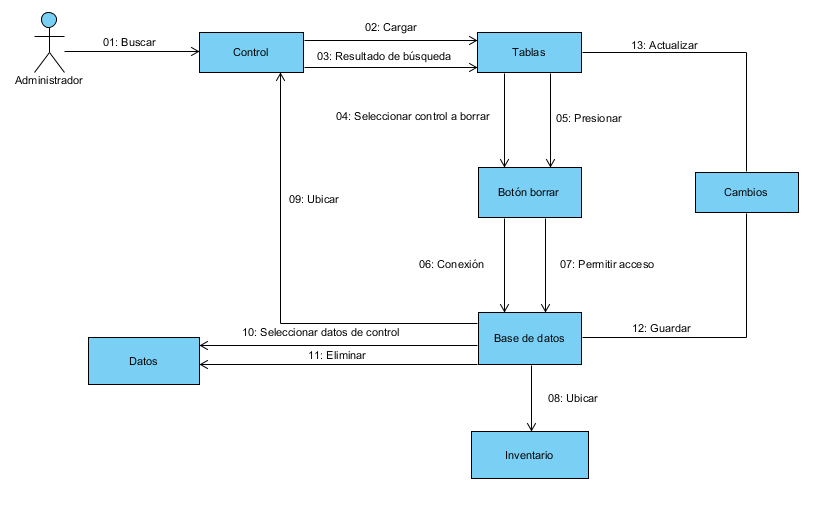 02: Cargar
01: Buscar
Control
Tablas
13: Actualizar
03: Resultado de búsqueda
Administrador
04: Seleccionar control a borrar
05: Presionar
Botón borrar
Cambios
09: Ubicar
06: Conexión
07: Permitir acceso
10: Seleccionar datos de control
12: Guardar
Base de datos
11: Eliminar
Datos
08: Ubicar
Inventario